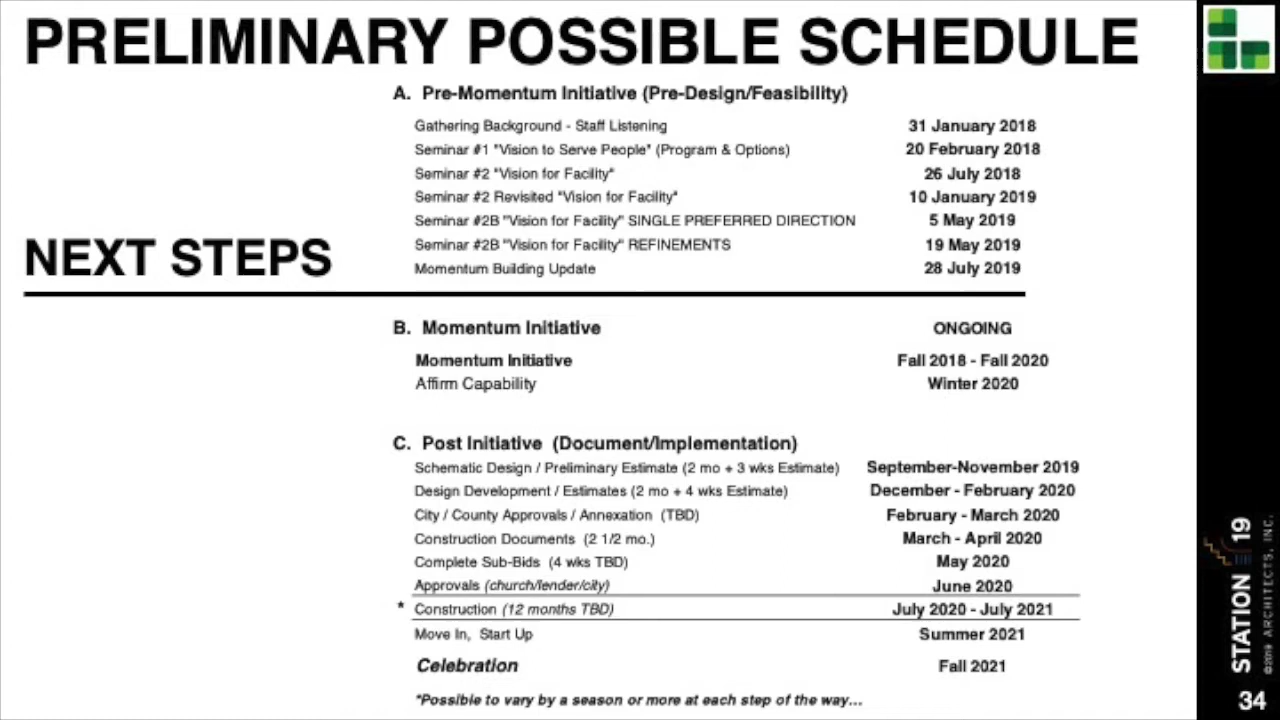 PRELIMINARY POSSIBLE SCHEDULE
A. Pre-Momentum Initiative (Pre-Design/Feasibility)
Gathering Background - Staff Listening 31 January 2018
Seminar #1 "Vision to Serve People" (Program & Options) 20 February 2018
Seminar #2 "Vision for Facility" 26 July 2018
Seminar #2 Revisited "Vision for Facility" 10 January 2019
Seminar #2B "Vision for Facility" SINGLE PREFERRED DIRECTION 5 May 2019
Seminar #2B "Vision for Facility" REFINEMENTS 19 May 2019
NEXT STEPS
Momentum Building Update 28 July 2019
B. Momentum Initiative ONGOING
Momentum Initiative Fall 2018 - Fall 2020
Affirm Capability Winter 2020
C. Post Initiative (Document/Implementation)
Schematic Design / Preliminary Estimate (2 mo + 3 wks Estimate) September-November 2019
Design Development / Estimates (2 mo + 4 wks Estimate) December - February 2020
City / County Approvals / Annexation (TBD) February - March 2020
Construction Documents (2 1/2 mo.) March - April 2020
Complete Sub-Bids (4 wks TBD) May 2020
Approvals (church/lender/city) June 2020
* Construction (12 months TBD) July 2020 - July 2021
Move In, Start Up Summer 2021
Celebration Fall 2021
*Possible to vary by a season or more at each step of the way...
STATION 19
©2019 ARCHITECTS, INC.
34